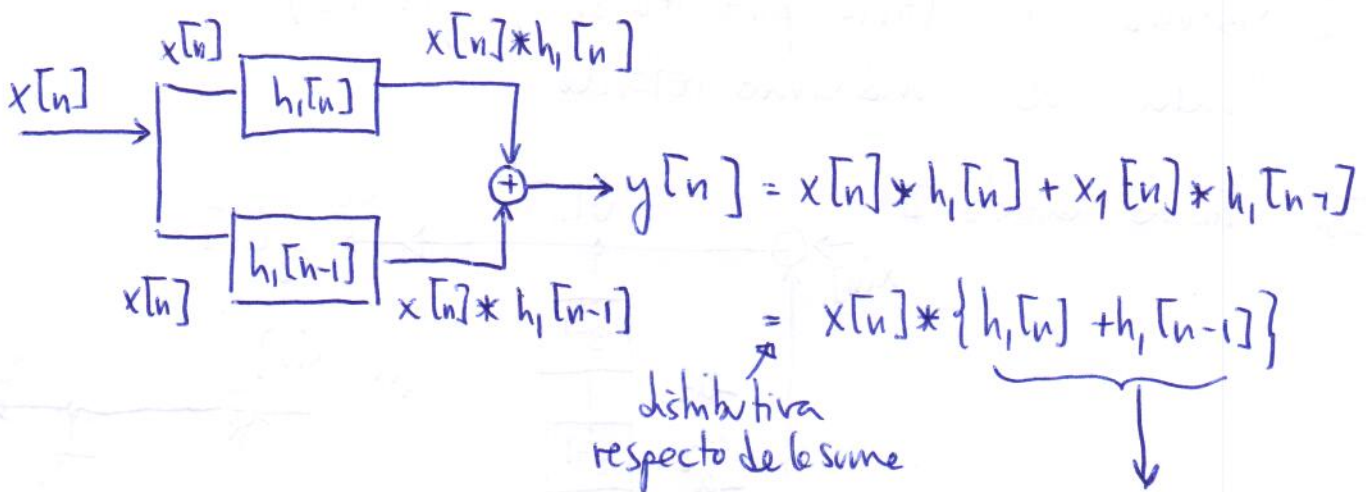 x[n] x[n]*h₁[n]
x[n] h₁[n]
y[n] = x[n]*h₁[n] + x₁[n]*h₁[n-1]
h₁[n-1]
x[n] x[n]*h₁[n-1]
= x[n]*{h₁[n]+h₁[n-1]}
distributiva
respecto de la suma